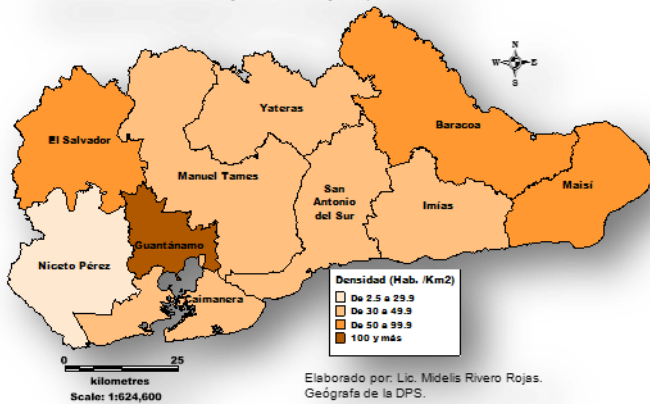 N
W E
S
Yateras
El Salvador
Baracoa
Manuel Tames
Maisí
San
Antonio
del Sur
Imías
Guantánamo
Niceto Pérez
Caimanera
Densidad (Hab. /Km2)
De 2.5 a 29.9
De 30 a 49.9
De 50 a 99.9
100 y más
0 25
kilometres
Scale: 1:624,600
Elaborado por: Lic. Midelis Rivero Rojas.
Geógrafa de la DPS.